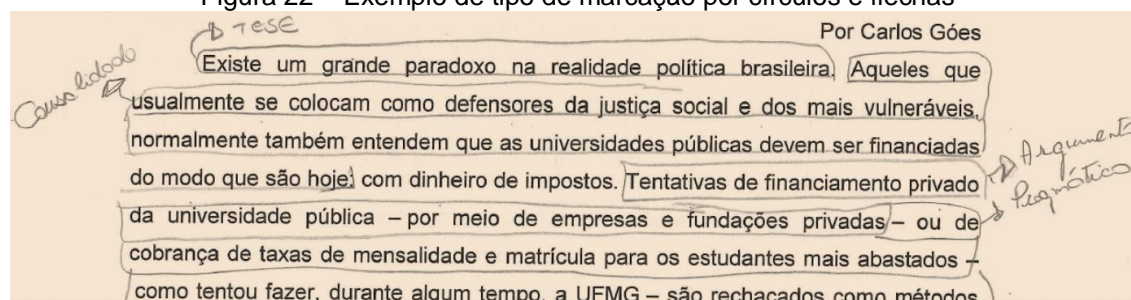 Figura 22 – Exemplo de tipo de marcação por círculos e flechas
TESE
Por Carlos Góes
Causalidade
Existe um grande paradoxo na realidade política brasileira. Aqueles que
usualmente se colocam como defensores da justiça social e dos mais vulneráveis,
normalmente também entendem que as universidades públicas devem ser financiadas
do modo que são hoje: com dinheiro de impostos. Tentativas de financiamento privado
Argumento
Pragmático
da universidade pública – por meio de empresas e fundações privadas – ou de
cobrança de taxas de mensalidade e matrícula para os estudantes mais abastados –
como tentou fazer, durante algum tempo, a UFMG – são rechaçados como métodos